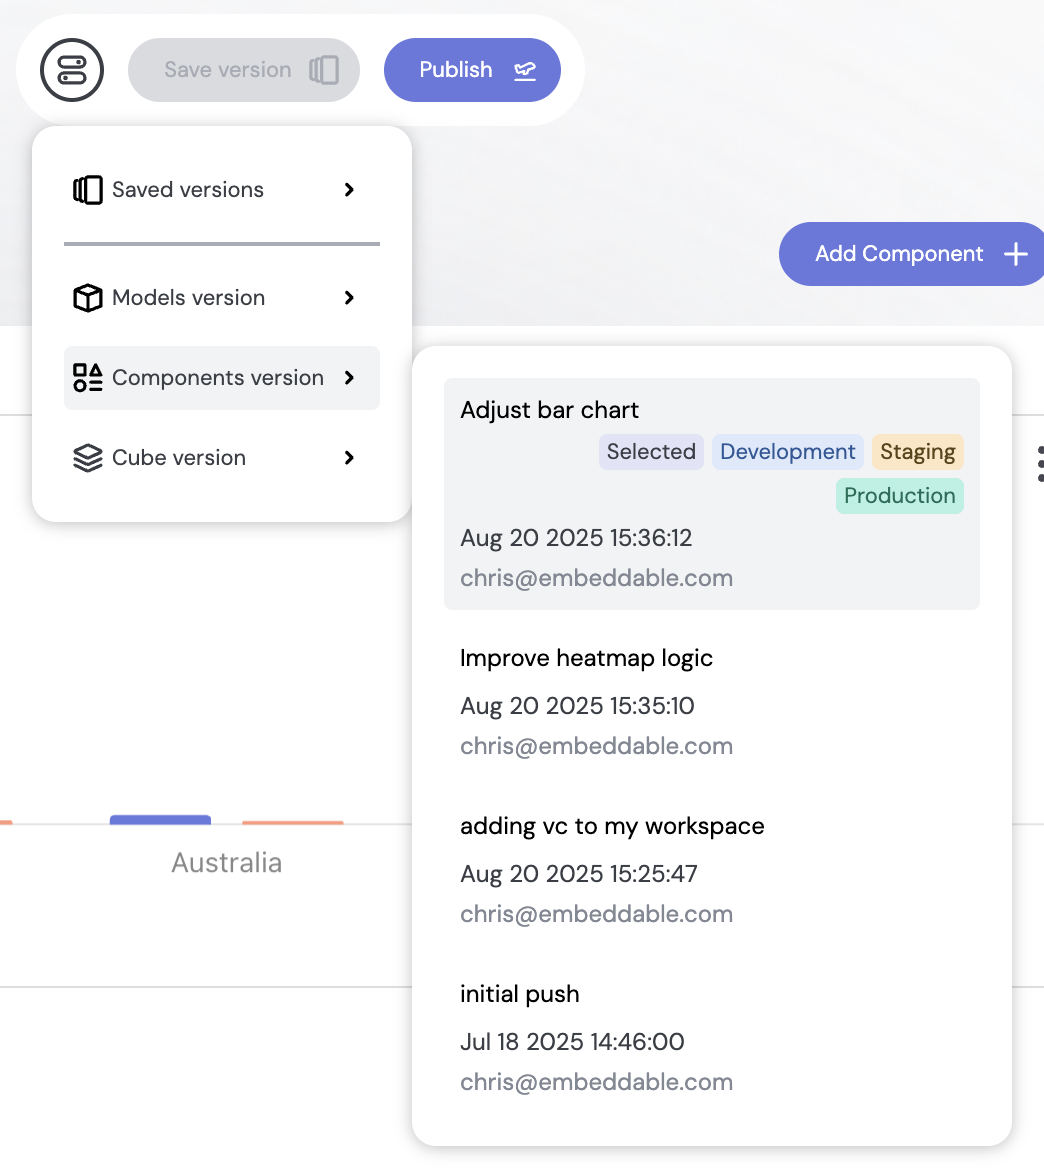 Save version
Publish
Saved versions
Add Component
Models version
Components version
Cube version
Adjust bar chart
Selected Development Staging
Production
Aug 20 2025 15:36:12
chris@embeddable.com
Improve heatmap logic
Aug 20 2025 15:35:10
chris@embeddable.com
adding vc to my workspace
Aug 20 2025 15:25:47
chris@embeddable.com
initial push
Jul 18 2025 14:46:00
chris@embeddable.com
Australia